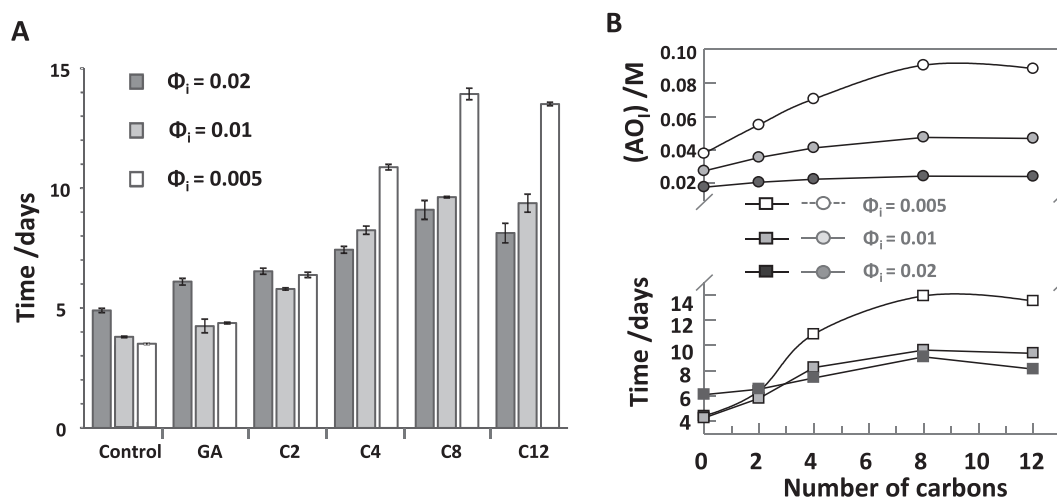 A
Time /days
15
10
5
0
Φi = 0.02
Φi = 0.01
Φi = 0.005
Control GA C2 C4 C8 C12
B
(AOI) /M
0.10
0.08
0.06
0.04
0.02
Φi = 0.005
Φi = 0.01
Φi = 0.02
Time /days
14
12
10
8
6
4
0 2 4 6 8 10 12
Number of carbons